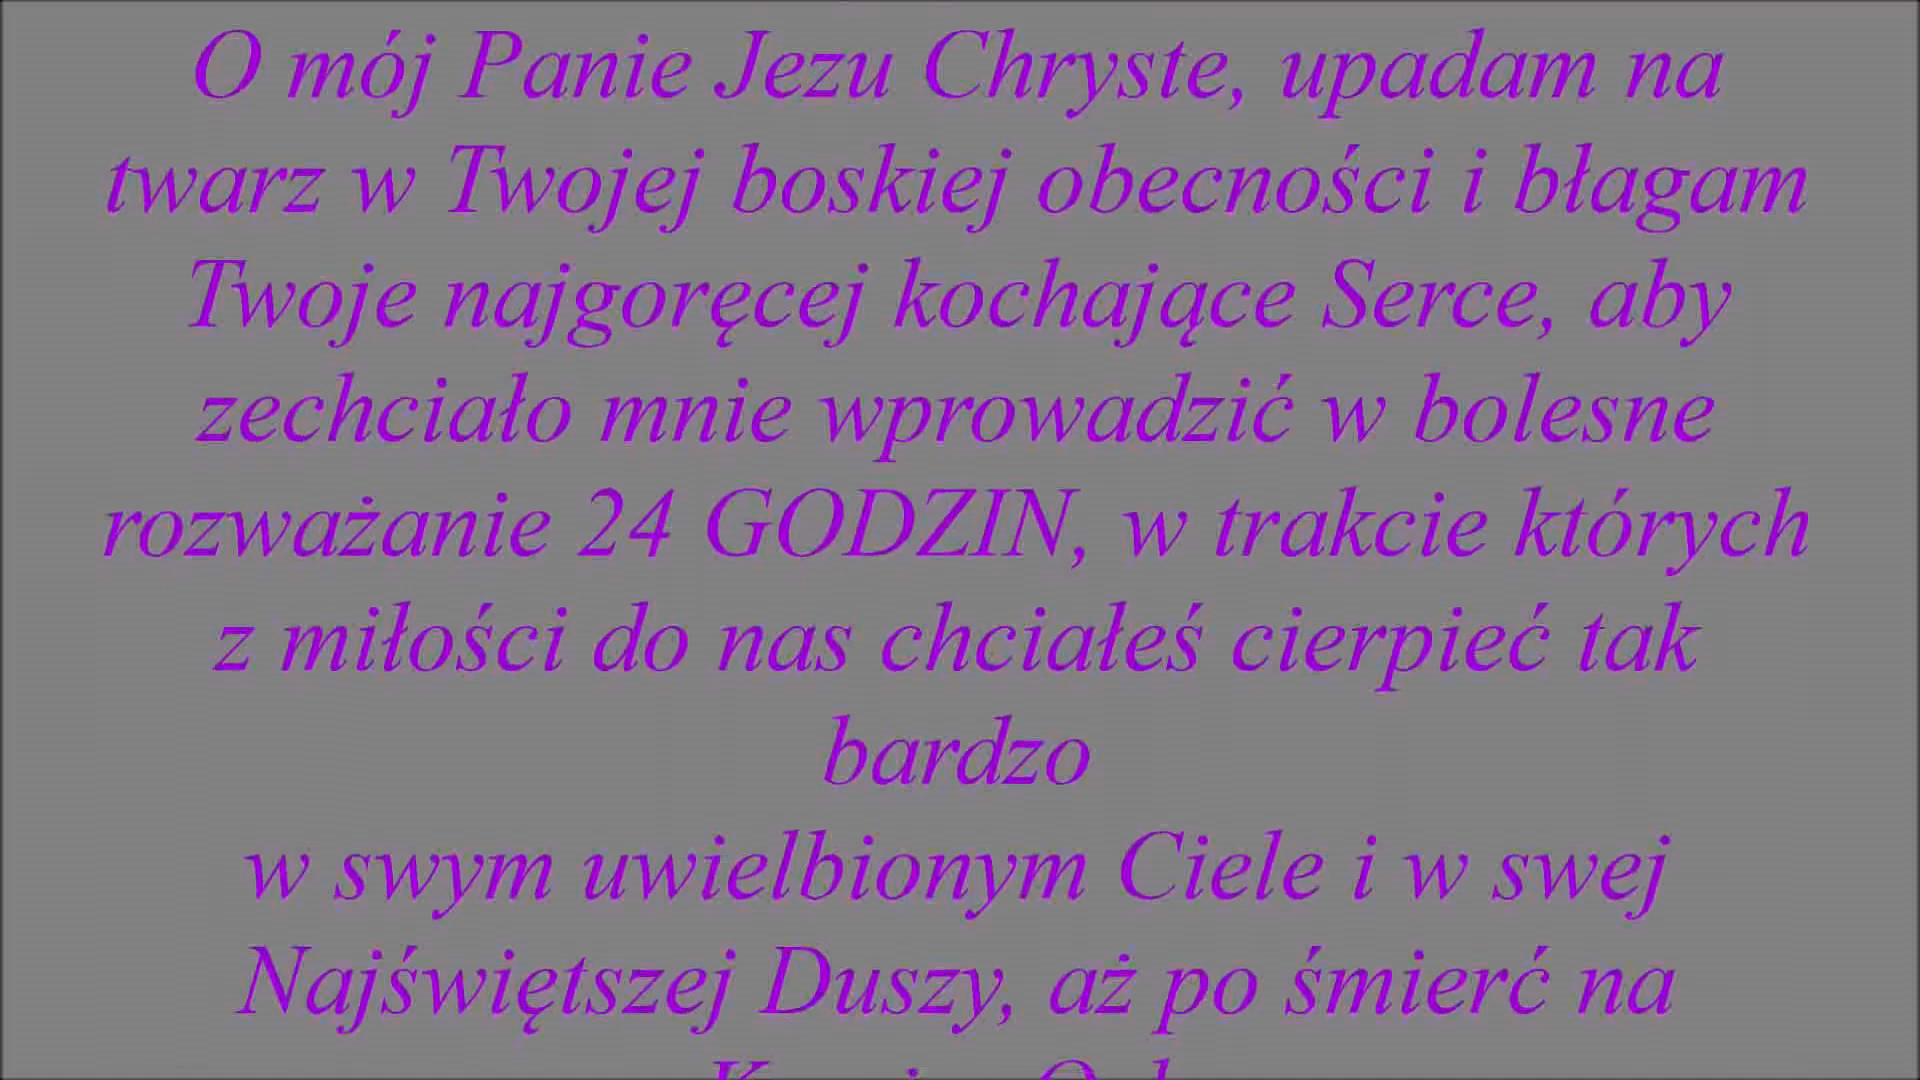 O mój Panie Jezu Chryste, upadam na
twarz w Twojej boskiej obecności i błagam
Twoje najgoręcej kochające Serce, aby
zechciało mnie wprowadzić w bolesne
rozważanie 24 GODZIN, w trakcie których
z miłości do nas chciałeś cierpieć tak
bardzo
w swym uwielbionym Ciele i w swej
Najświętszej Duszy, aż po śmierć na